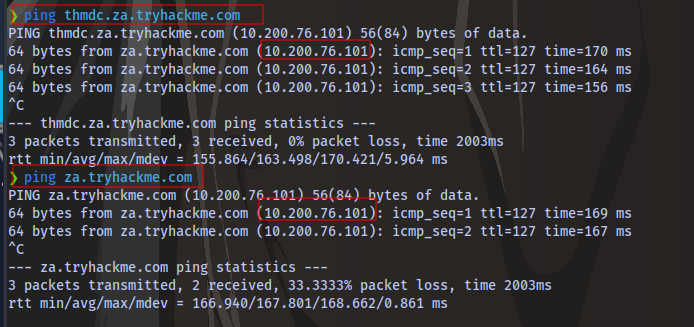 ❯ ping thmdc.za.tryhackme.com
PING thmdc.za.tryhackme.com (10.200.76.101) 56(84) bytes of data.
64 bytes from za.tryhackme.com (10.200.76.101): icmp_seq=1 ttl=127 time=170 ms
64 bytes from za.tryhackme.com (10.200.76.101): icmp_seq=2 ttl=127 time=164 ms
64 bytes from za.tryhackme.com (10.200.76.101): icmp_seq=3 ttl=127 time=156 ms
^C
--- thmdc.za.tryhackme.com ping statistics ---
3 packets transmitted, 3 received, 0% packet loss, time 2003ms
rtt min/avg/max/mdev = 155.864/163.498/170.421/5.964 ms
❯ ping za.tryhackme.com
PING za.tryhackme.com (10.200.76.101) 56(84) bytes of data.
64 bytes from za.tryhackme.com (10.200.76.101): icmp_seq=1 ttl=127 time=169 ms
64 bytes from za.tryhackme.com (10.200.76.101): icmp_seq=2 ttl=127 time=167 ms
^C
--- za.tryhackme.com ping statistics ---
3 packets transmitted, 2 received, 33.3333% packet loss, time 2003ms
rtt min/avg/max/mdev = 166.940/167.801/168.662/0.861 ms